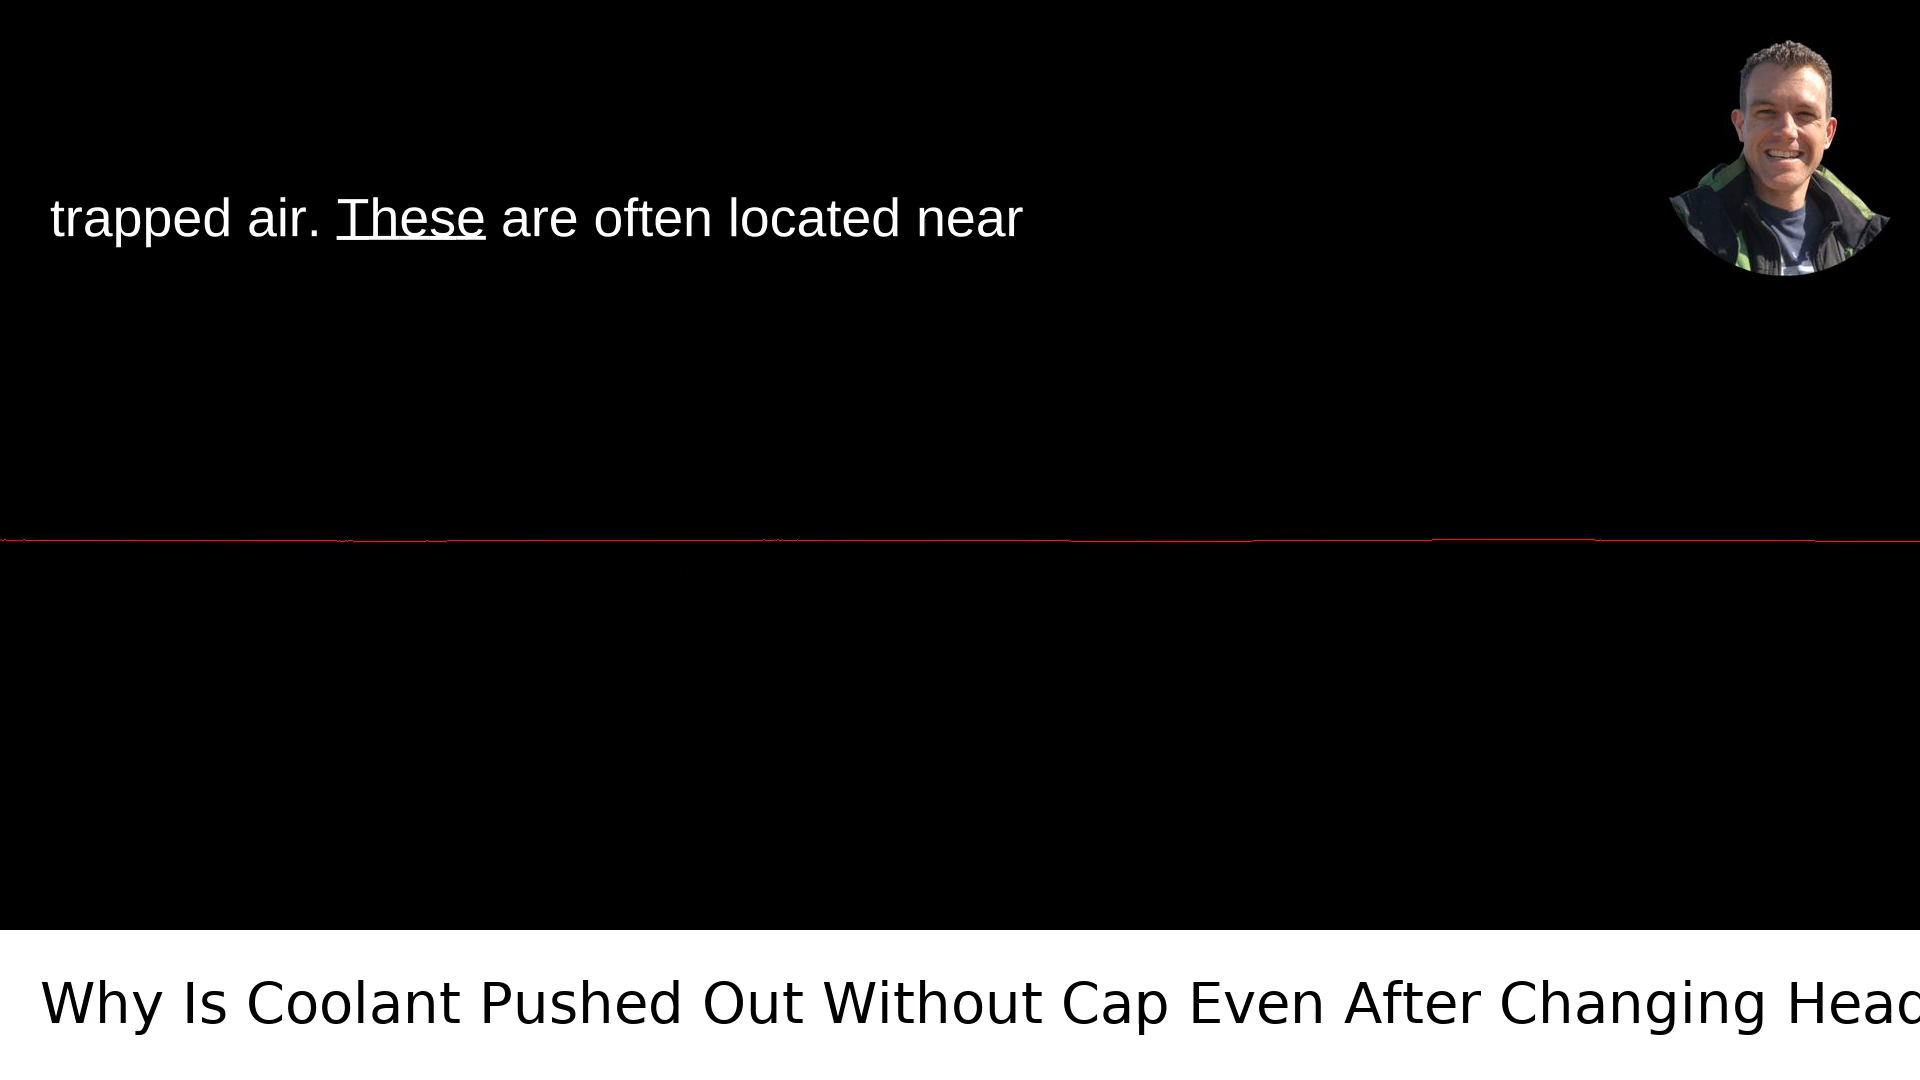 trapped air. These are often located near
Why Is Coolant Pushed Out Without Cap Even After Changing Head